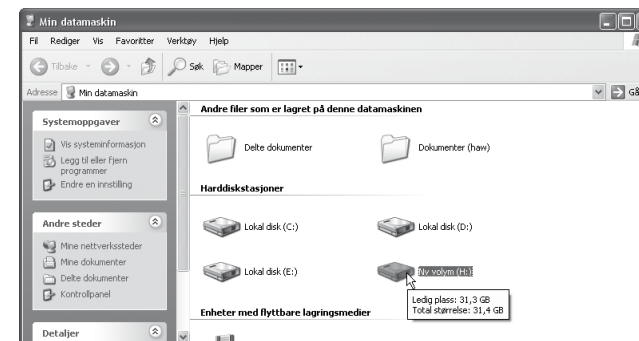 Min datamaskin
Fil Rediger Vis Favoritter Verktøy Hjelp
Tilbake Søk Mapper
Adresse Min datamaskin Gå
Systemoppgaver
Vis systeminformasjon
Legg til eller fjern
programmer
Endre en innstilling
Andre steder
Mine nettverkssteder
Mine dokumenter
Delte dokumenter
Kontrollpanel
Detaljer
Andre filer som er lagret på denne datamaskinen
Delte dokumenter Dokumenter (haw)
Harddiskstasjoner
Lokal disk (C:) Lokal disk (D:)
Lokal disk (E:) Ny volym (H:)
Ledig plass: 31,3 GB
Total størrelse: 31,4 GB
Enheter med flyttbare lagringsmedier